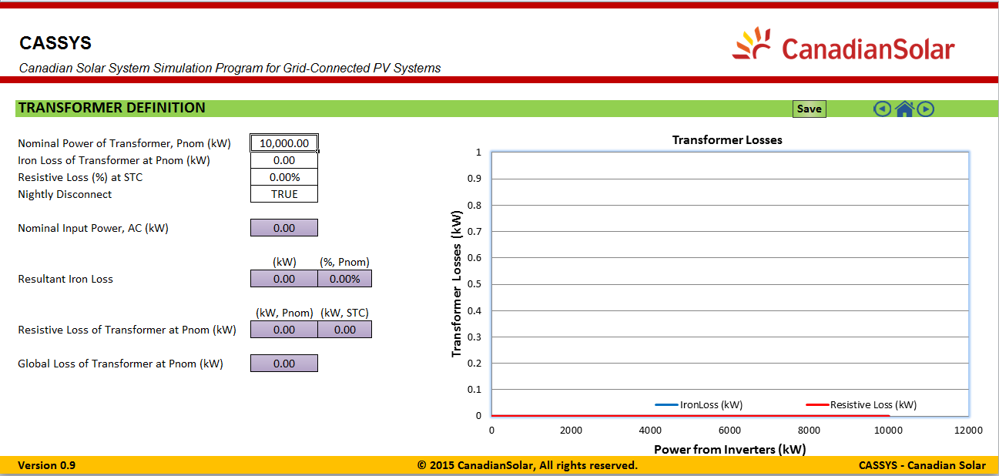 CASSYS
Canadian Solar System Simulation Program for Grid-Connected PV Systems
CanadianSolar
TRANSFORMER DEFINITION
Save
Nominal Power of Transformer, Pnom (kW) 10,000.00
Iron Loss of Transformer at Pnom (kW) 0.00
Resistive Loss (%) at STC 0.00%
Nightly Disconnect TRUE
Nominal Input Power, AC (kW) 0.00
(kW) (%, Pnom)
Resultant Iron Loss 0.00 0.00%
(kW, Pnom) (kW, STC)
Resistive Loss of Transformer at Pnom (kW) 0.00 0.00
Global Loss of Transformer at Pnom (kW) 0.00
Transformer Losses
Transformer Losses (kW)
1
0.9
0.8
0.7
0.6
0.5
0.4
0.3
0.2
0.1
0
IronLoss (kW) Resistive Loss (kW)
0 2000 4000 6000 8000 10000 12000
Power from Inverters (kW)
Version 0.9 © 2015 CanadianSolar, All rights reserved. CASSYS - Canadian Solar